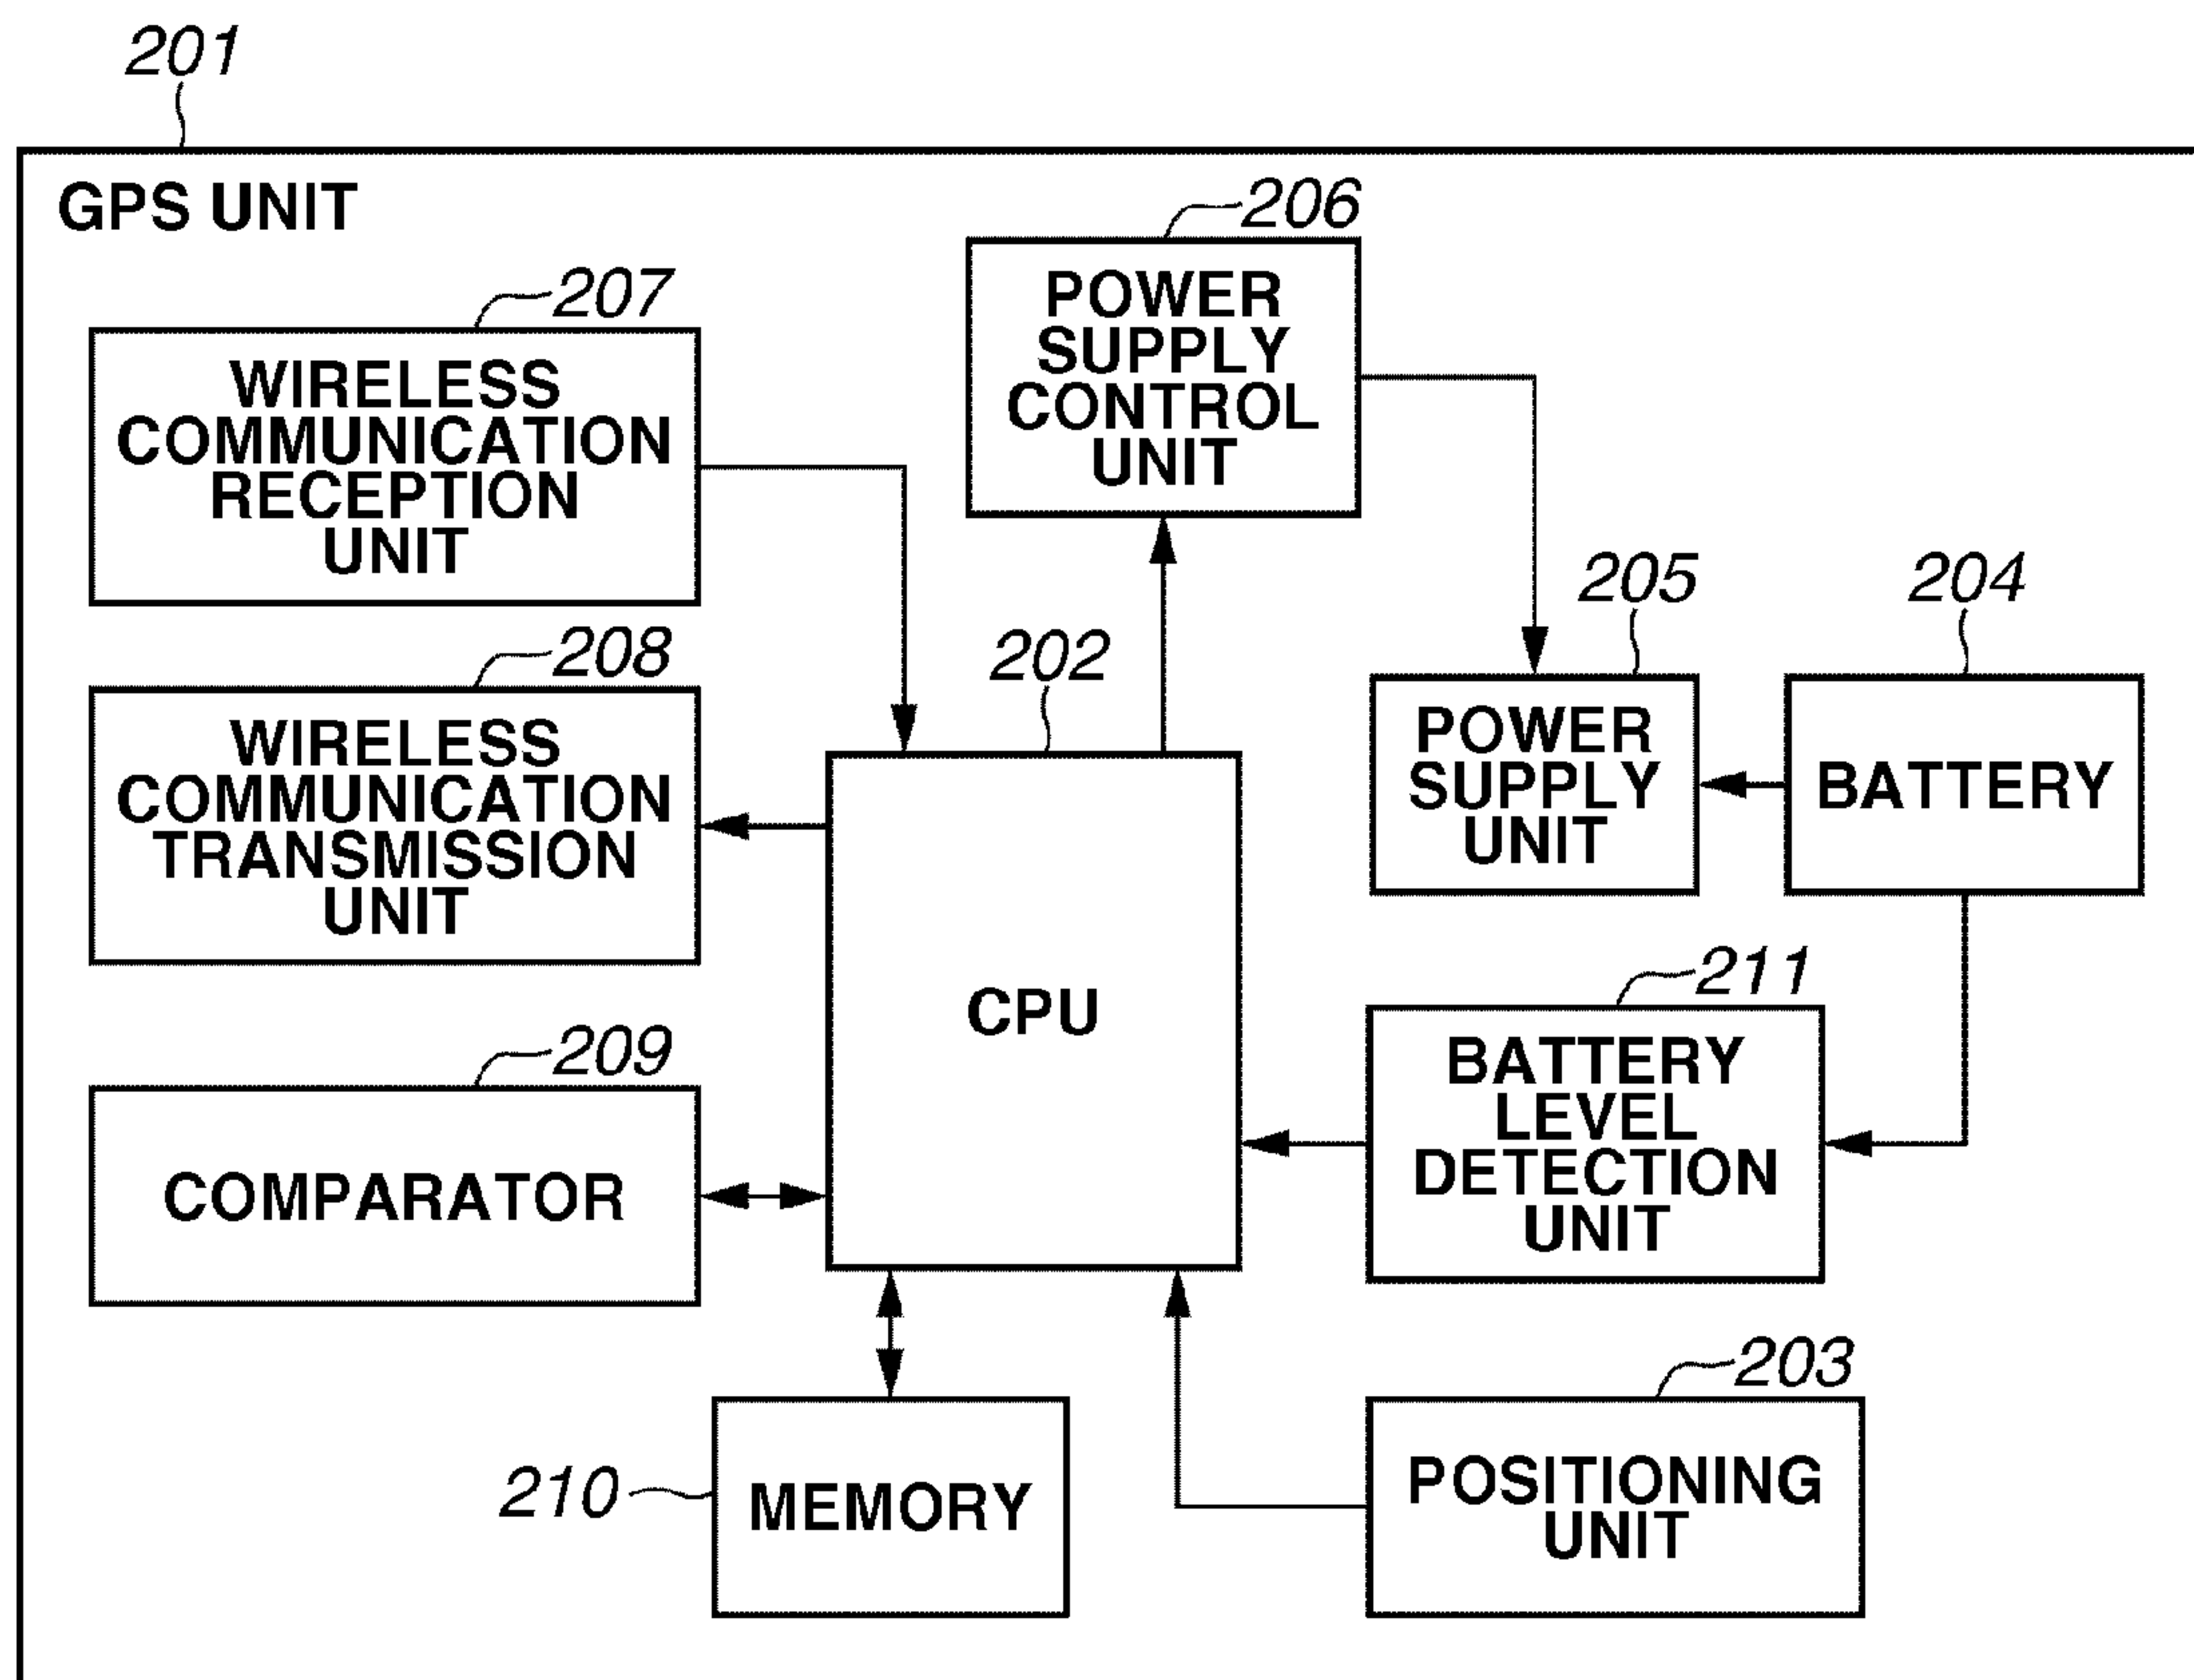 201
GPS UNIT
206
POWER
SUPPLY
CONTROL
UNIT
207
WIRELESS
COMMUNICATION
RECEPTION
UNIT
205
204
208
202
WIRELESS
COMMUNICATION
TRANSMISSION
UNIT
POWER
SUPPLY
UNIT
BATTERY
CPU
211
BATTERY
LEVEL
DETECTION
UNIT
209
COMPARATOR
203
210
MEMORY
POSITIONING
UNIT